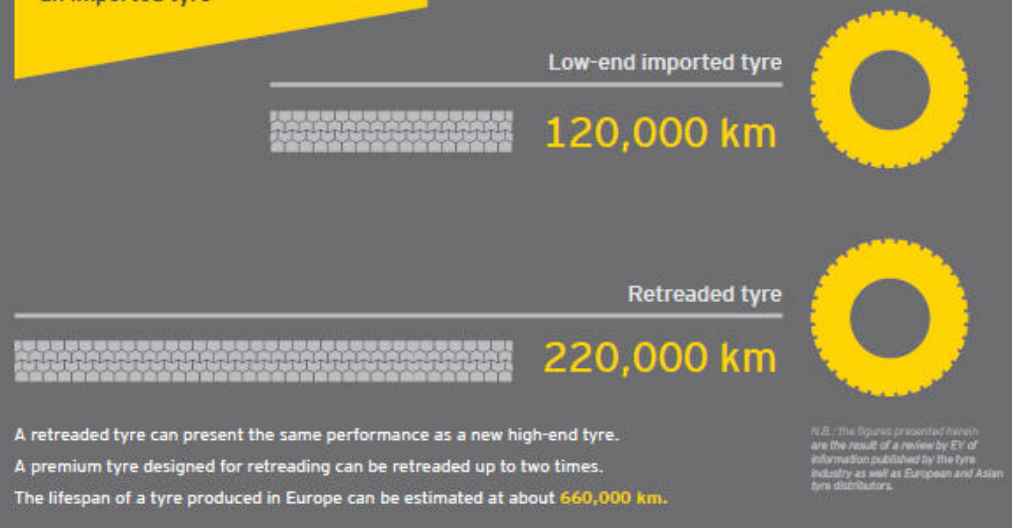 an imported tyre
Low-end imported tyre
120,000 km
Retreaded tyre
220,000 km
A retreaded tyre can present the same performance as a new high-end tyre.
A premium tyre designed for retreading can be retreaded up to two times.
The lifespan of a tyre produced in Europe can be estimated at about 660,000 km.
N.B.: the figures presented herein
are the result of a review by EY of
information published by the tyre
industry as well as European and Asian
tyre distributors.